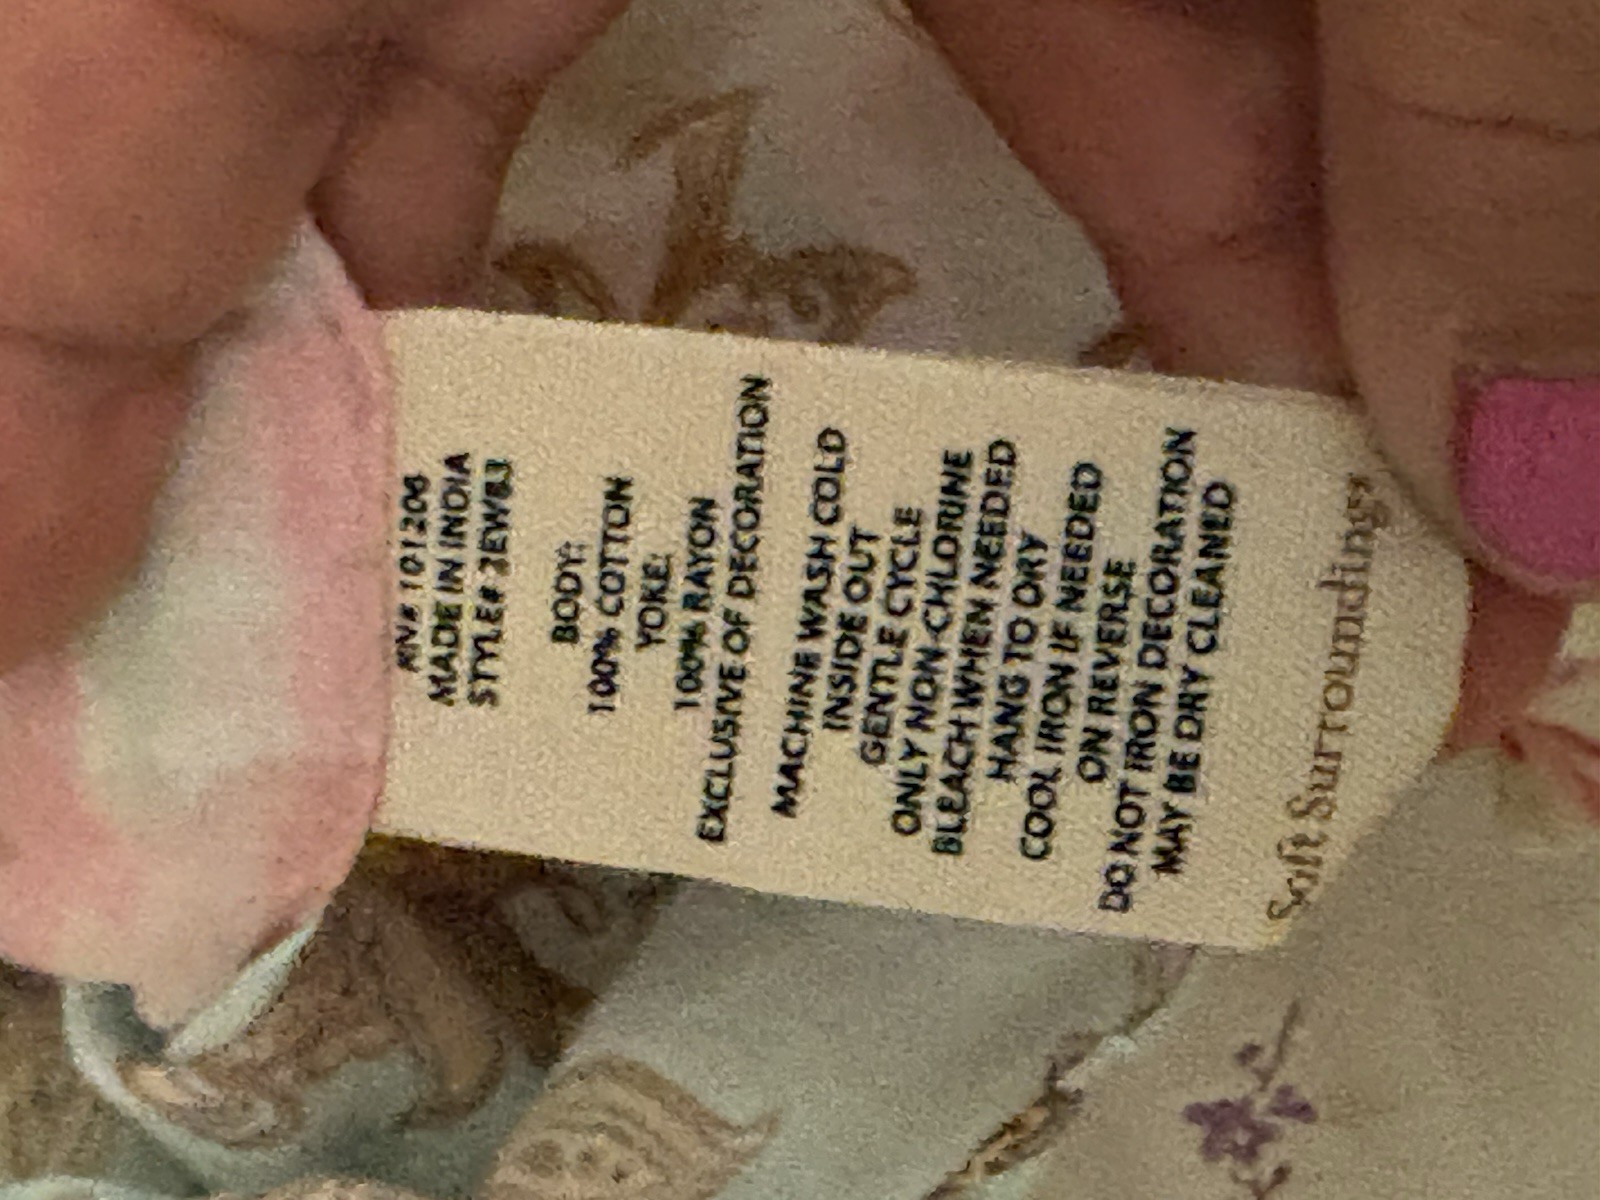 RN# 101206
MADE IN INDIA
STYLE# 2EW83
BODY:
100% COTTON
YOKE:
100% RAYON
EXCLUSIVE OF DECORATION
MACHINE WASH COLD
INSIDE OUT
GENTLE CYCLE
ONLY NON-CHLORINE
BLEACH WHEN NEEDED
HANG TO DRY
COOL IRON IF NEEDED
ON REVERSE
DO NOT IRON DECORATION
MAY BE DRY CLEANED
Soft Surroundings